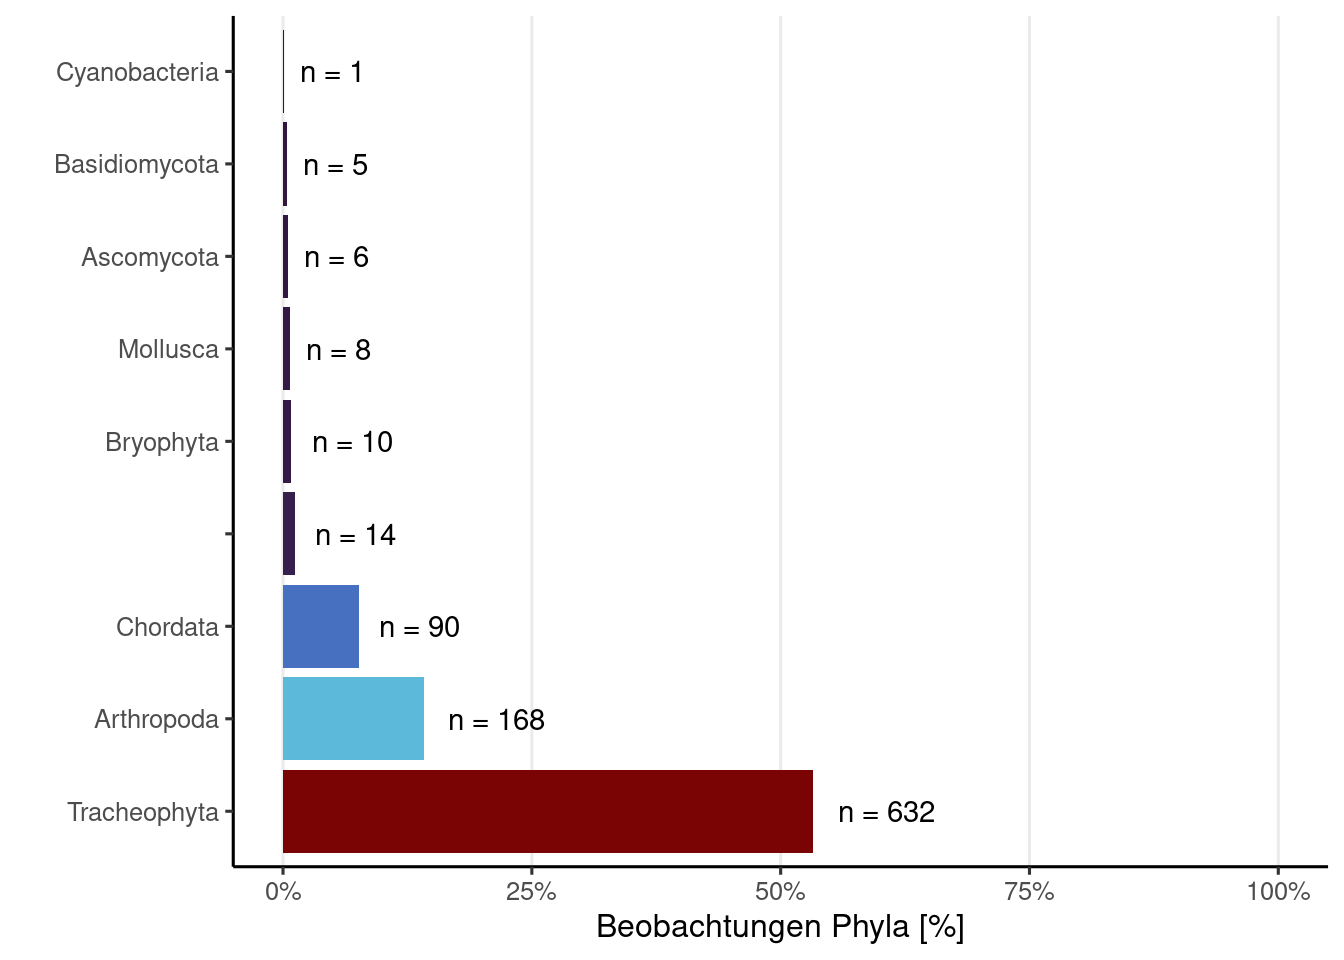 Cyanobacteria n = 1
Basidiomycota n = 5
Ascomycota n = 6
Mollusca n = 8
Bryophyta n = 10
n = 14
Chordata n = 90
Arthropoda n = 168
Tracheophyta n = 632
0% 25% 50% 75% 100%
Beobachtungen Phyla [%]